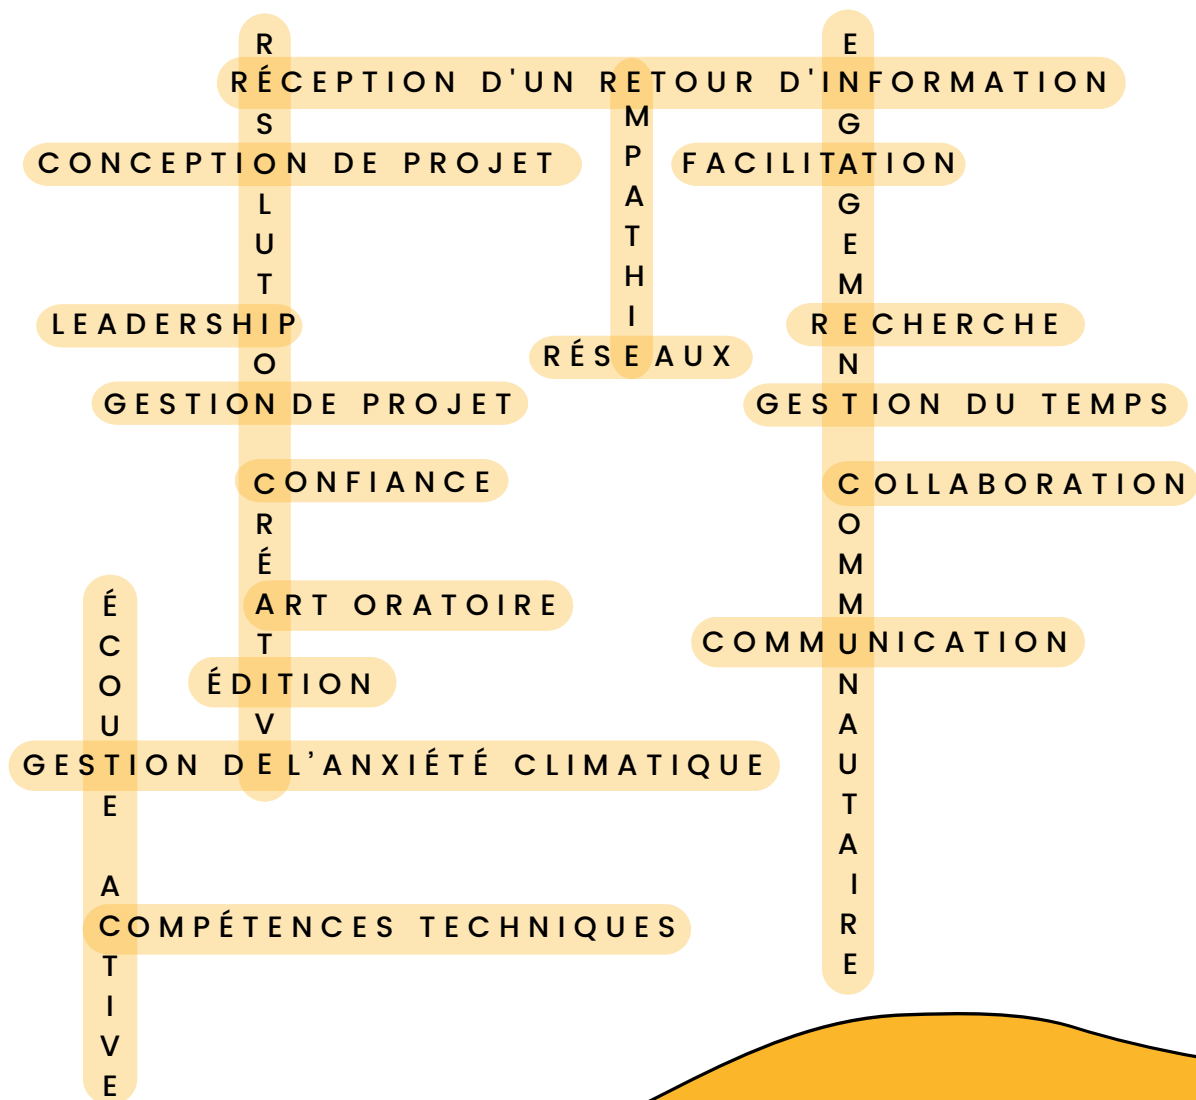 RÉSOLUTION CRÉATIVE
ENGAGEMENT COMMUNAUTAIRE
RÉCEPTION D'UN RETOUR D'INFORMATION
EMPATHIE
CONCEPTION DE PROJET
FACILITATION
LEADERSHIP
RECHERCHE
RÉSEAUX
GESTION DE PROJET
GESTION DU TEMPS
CONFIANCE
COLLABORATION
ÉCOUTE ACTIVE
ART ORATOIRE
COMMUNICATION
ÉDITION
GESTION DE L’ANXIÉTÉ CLIMATIQUE
COMPÉTENCES TECHNIQUES